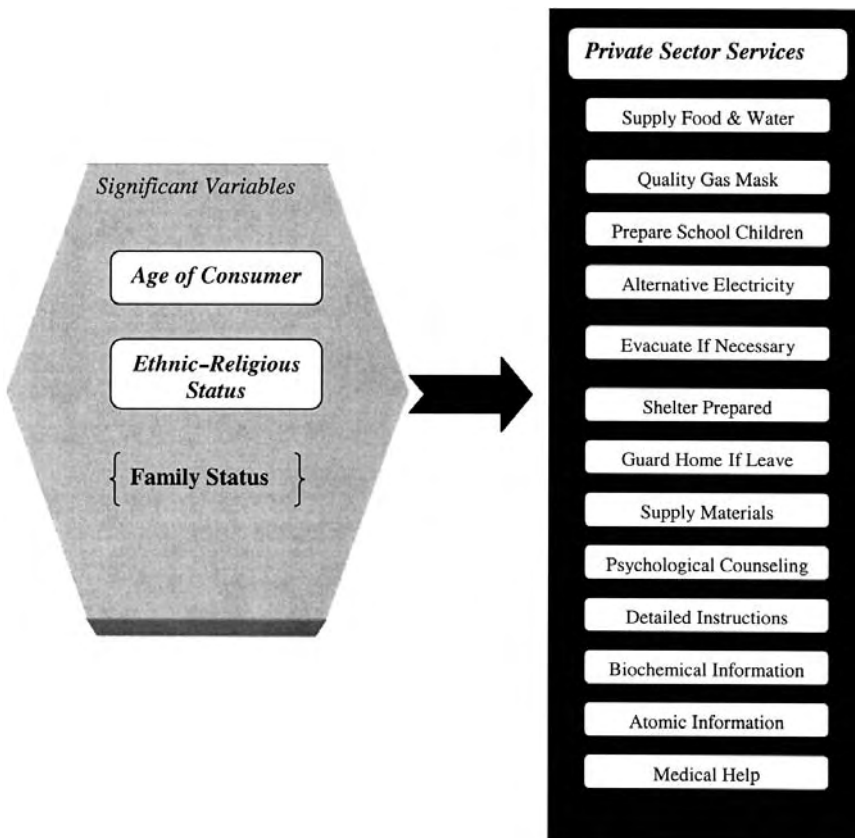 Significant Variables
Age of Consumer
Ethnic–Religious
Status
{ Family Status }
Private Sector Services
Supply Food & Water
Quality Gas Mask
Prepare School Children
Alternative Electricity
Evacuate If Necessary
Shelter Prepared
Guard Home If Leave
Supply Materials
Psychological Counseling
Detailed Instructions
Biochemical Information
Atomic Information
Medical Help